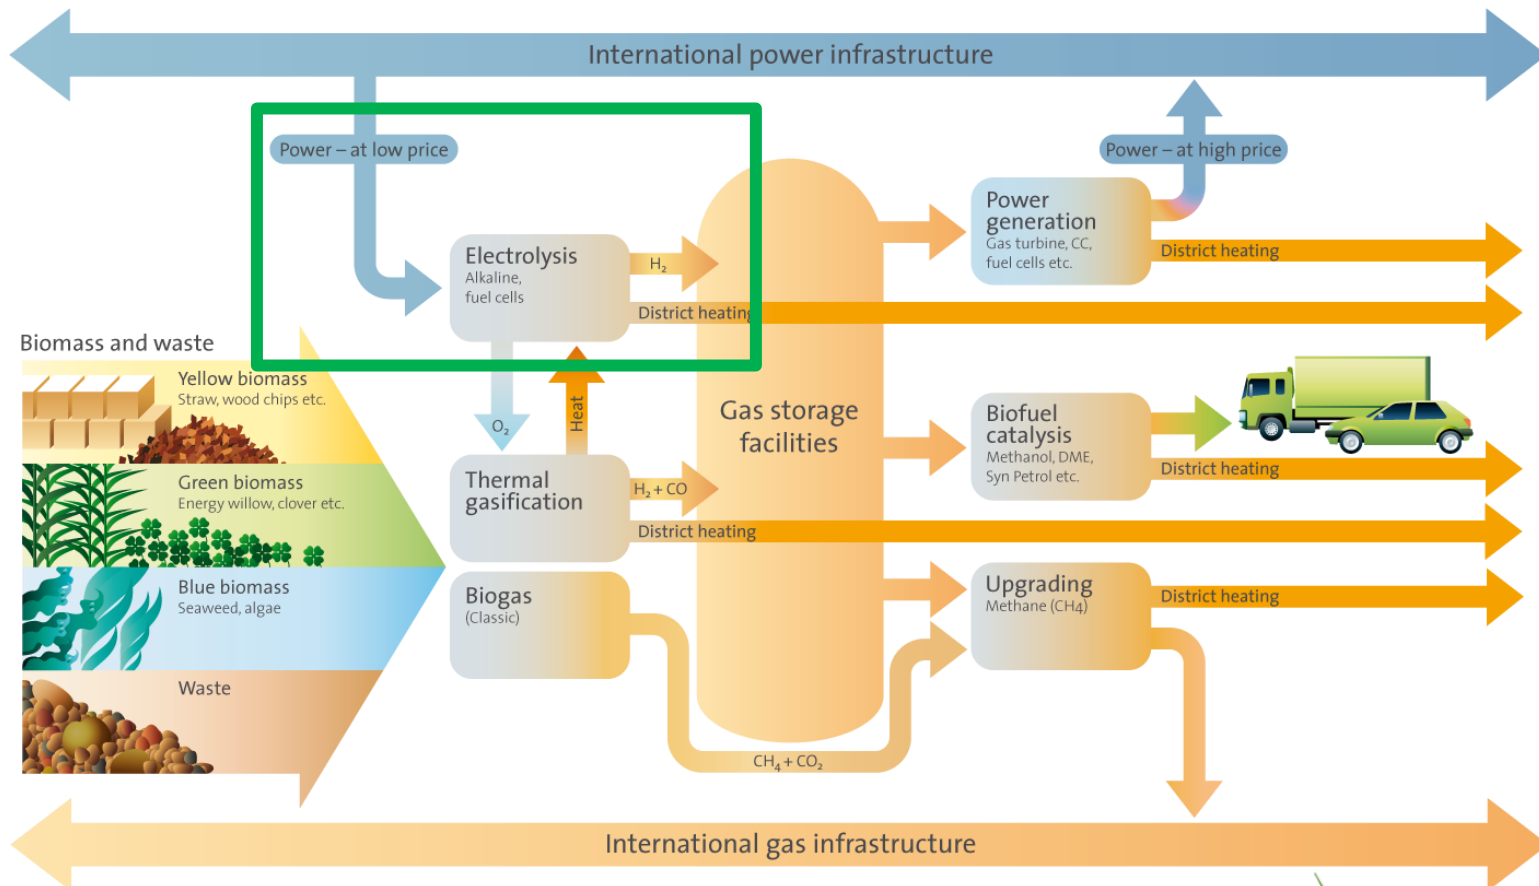 International power infrastructure
Power – at low price
Power – at high price
Electrolysis
Alkaline,
fuel cells
H₂
District heating
Power
generation
Gas turbine, CC,
fuel cells etc.
District heating
Biomass and waste
Yellow biomass
Straw, wood chips etc.
Green biomass
Energy willow, clover etc.
Blue biomass
Seaweed, algae
Waste
O₂
Heat
Thermal
gasification
H₂ + CO
District heating
Biogas
(Classic)
Gas storage
facilities
Biofuel
catalysis
Methanol, DME,
Syn Petrol etc.
District heating
Upgrading
Methane (CH4)
District heating
CH₄ + CO₂
International gas infrastructure